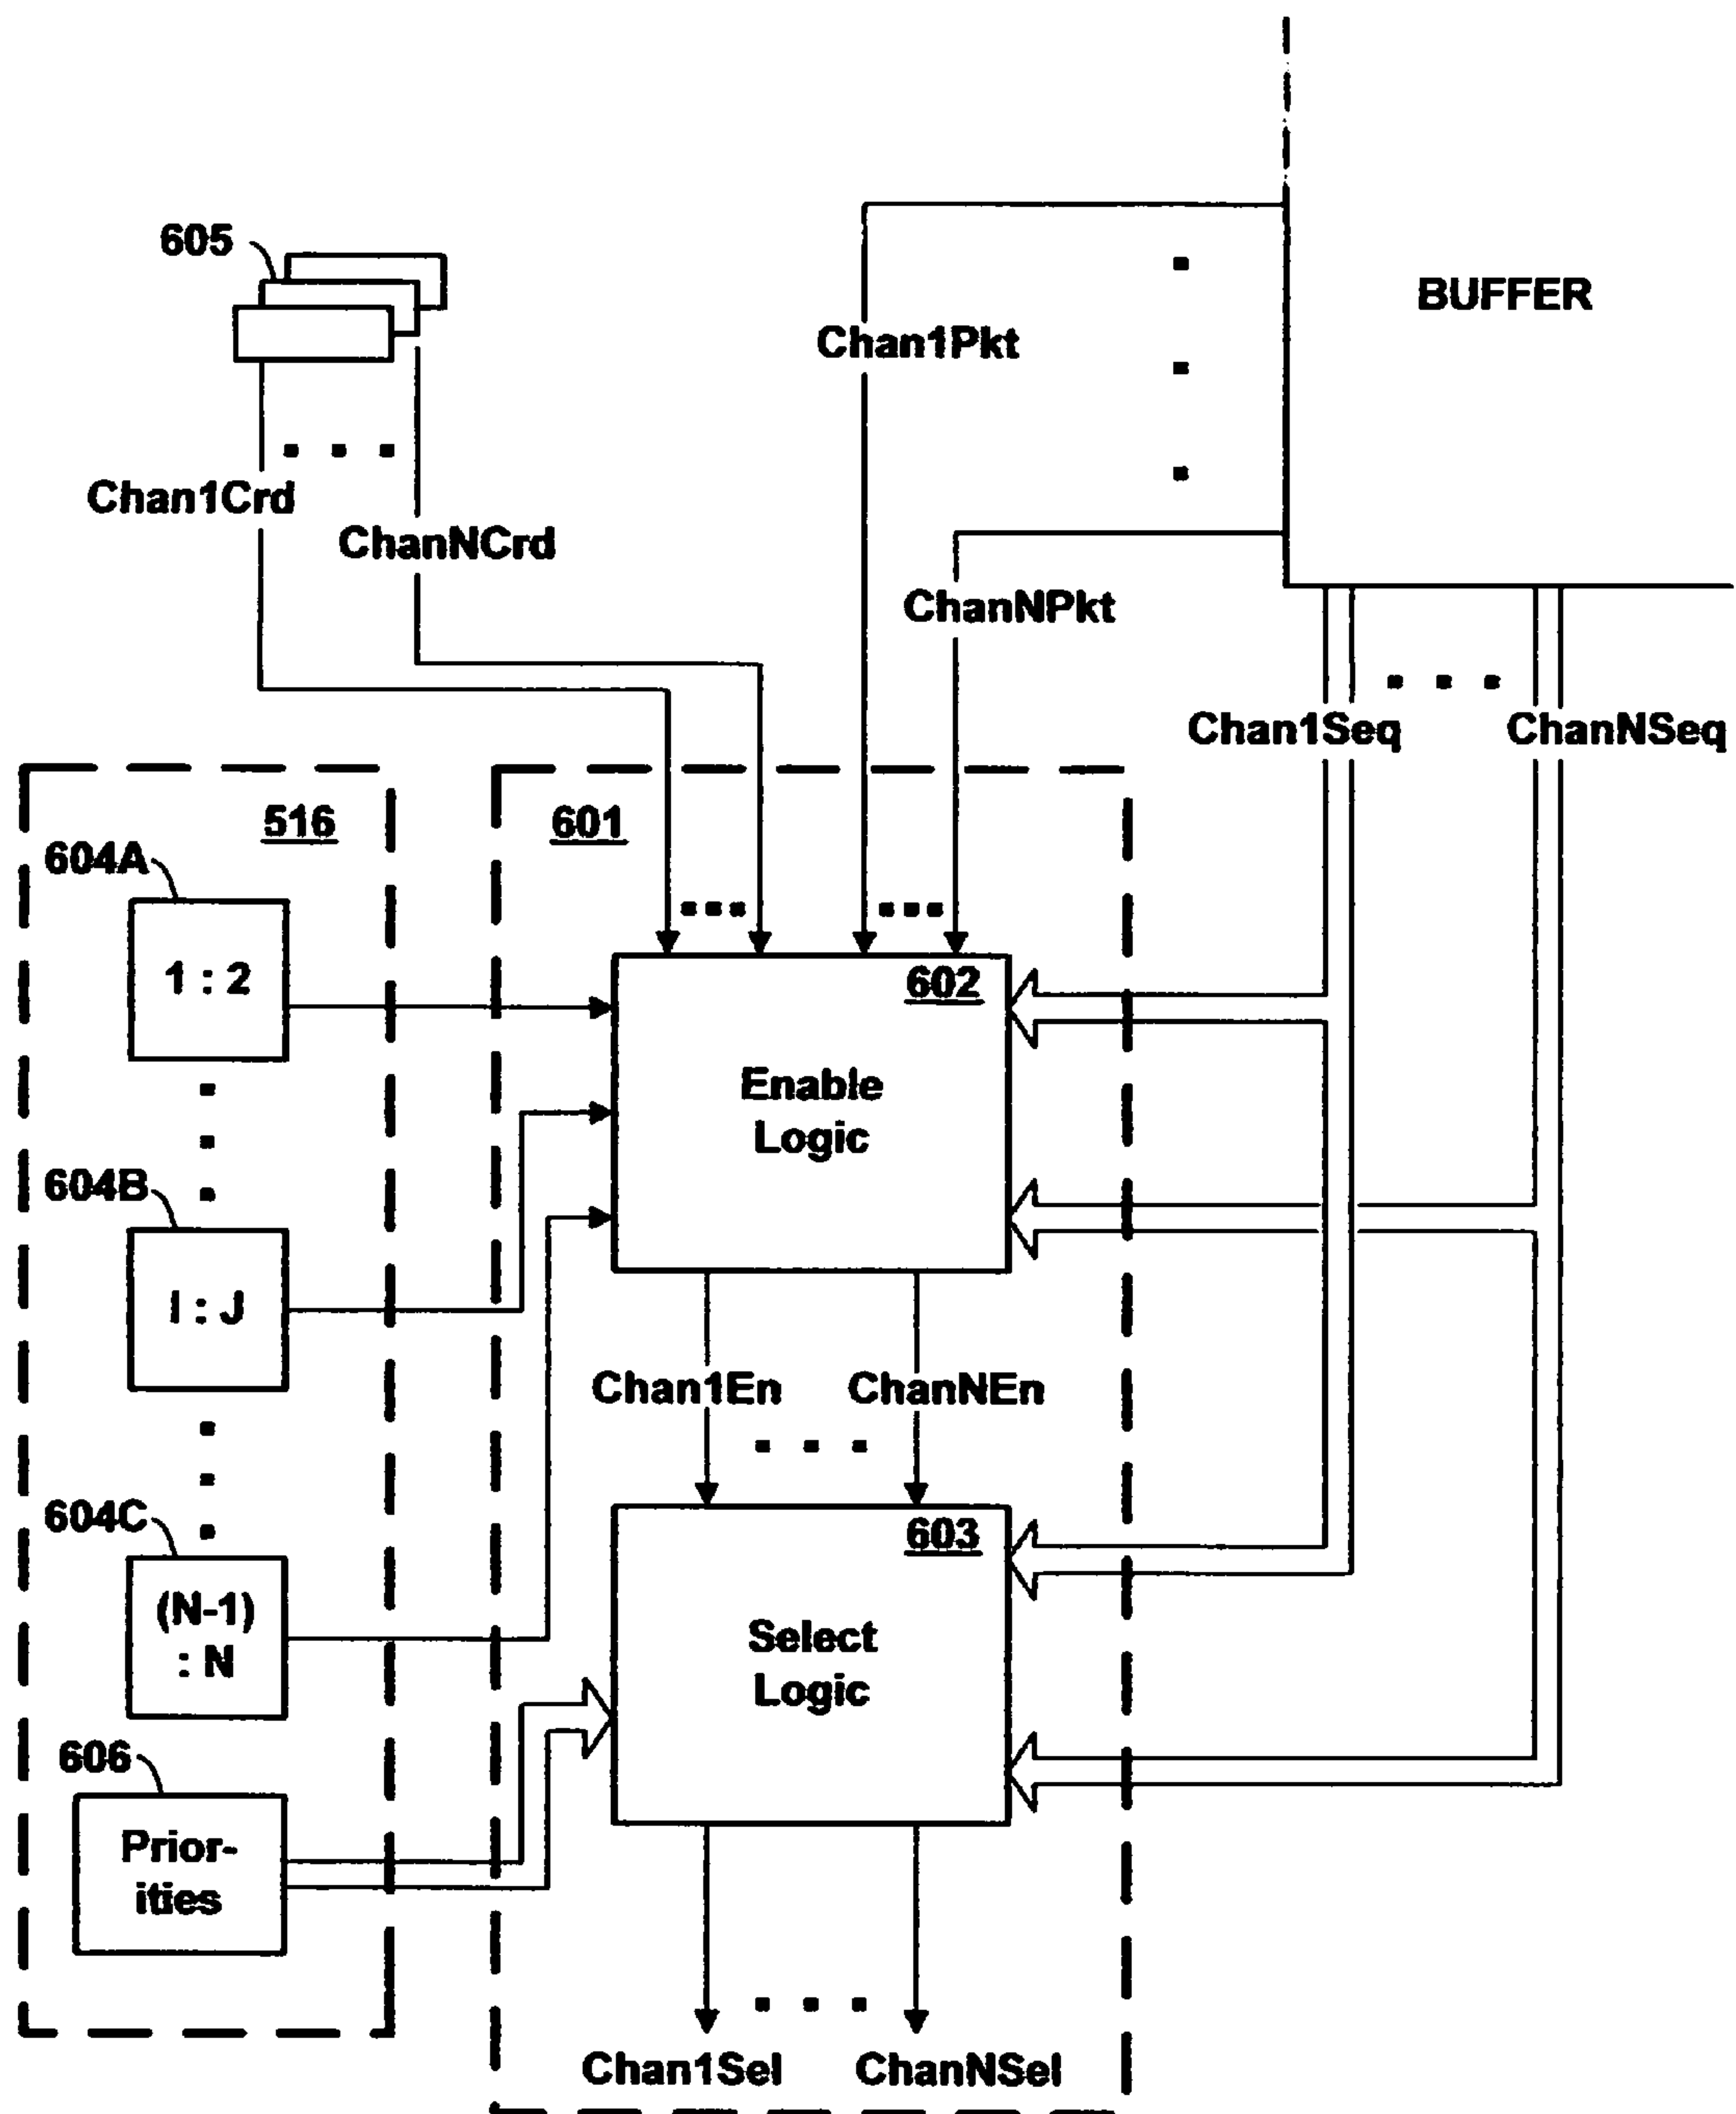 605
BUFFER
Chan1Pkt
Chan1Crd
ChanNCrd
ChanNPkt
Chan1Seq
ChanNSeq
516
601
604A
1 : 2
602
Enable
Logic
604B
I : J
Chan1En
ChanNEn
604C
(N-1)
: N
603
Select
Logic
606
Prior-
ities
Chan1Sel
ChanNSel